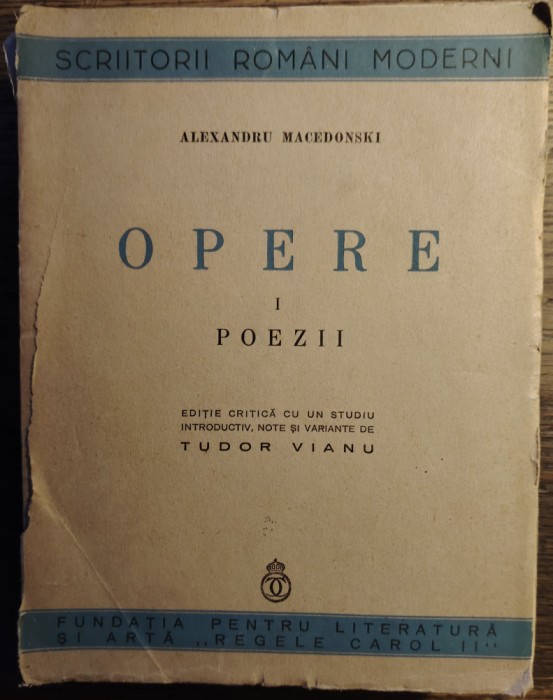 SCRIITORII ROMÂNI MODERNI
ALEXANDRU MACEDONSKI
OPERE
I
POEZII
EDIȚIE CRITICĂ CU UN STUDIU
INTRODUCTIV, NOTE ȘI VARIANTE DE
TUDOR VIANU
FUNDAȚIA PENTRU LITERATURĂ
ȘI ARTĂ „REGELE CAROL II"